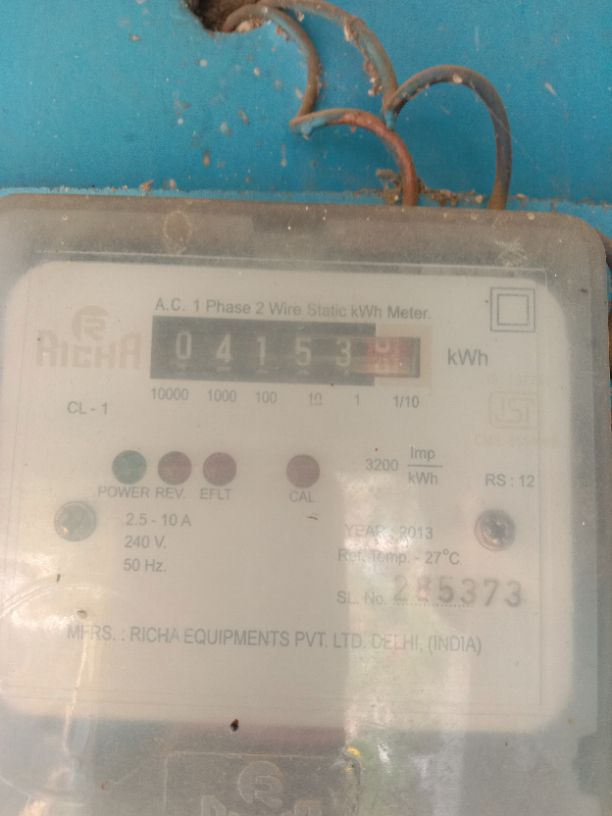 A.C. 1 Phase 2 Wire Static kWh Meter.
RICHA
0 4 1 5 3
kWh
10000 1000 100 10 1 1/10
CL - 1
ISI
3200 Imp/kWh
RS : 12
POWER REV. EFLT CAL
2.5 - 10 A
240 V.
50 Hz.
YEAR : 2013
Ref. Temp. - 27°C
SL. No. 285373
MFRS. : RICHA EQUIPMENTS PVT. LTD. DELHI, (INDIA)
RICHA